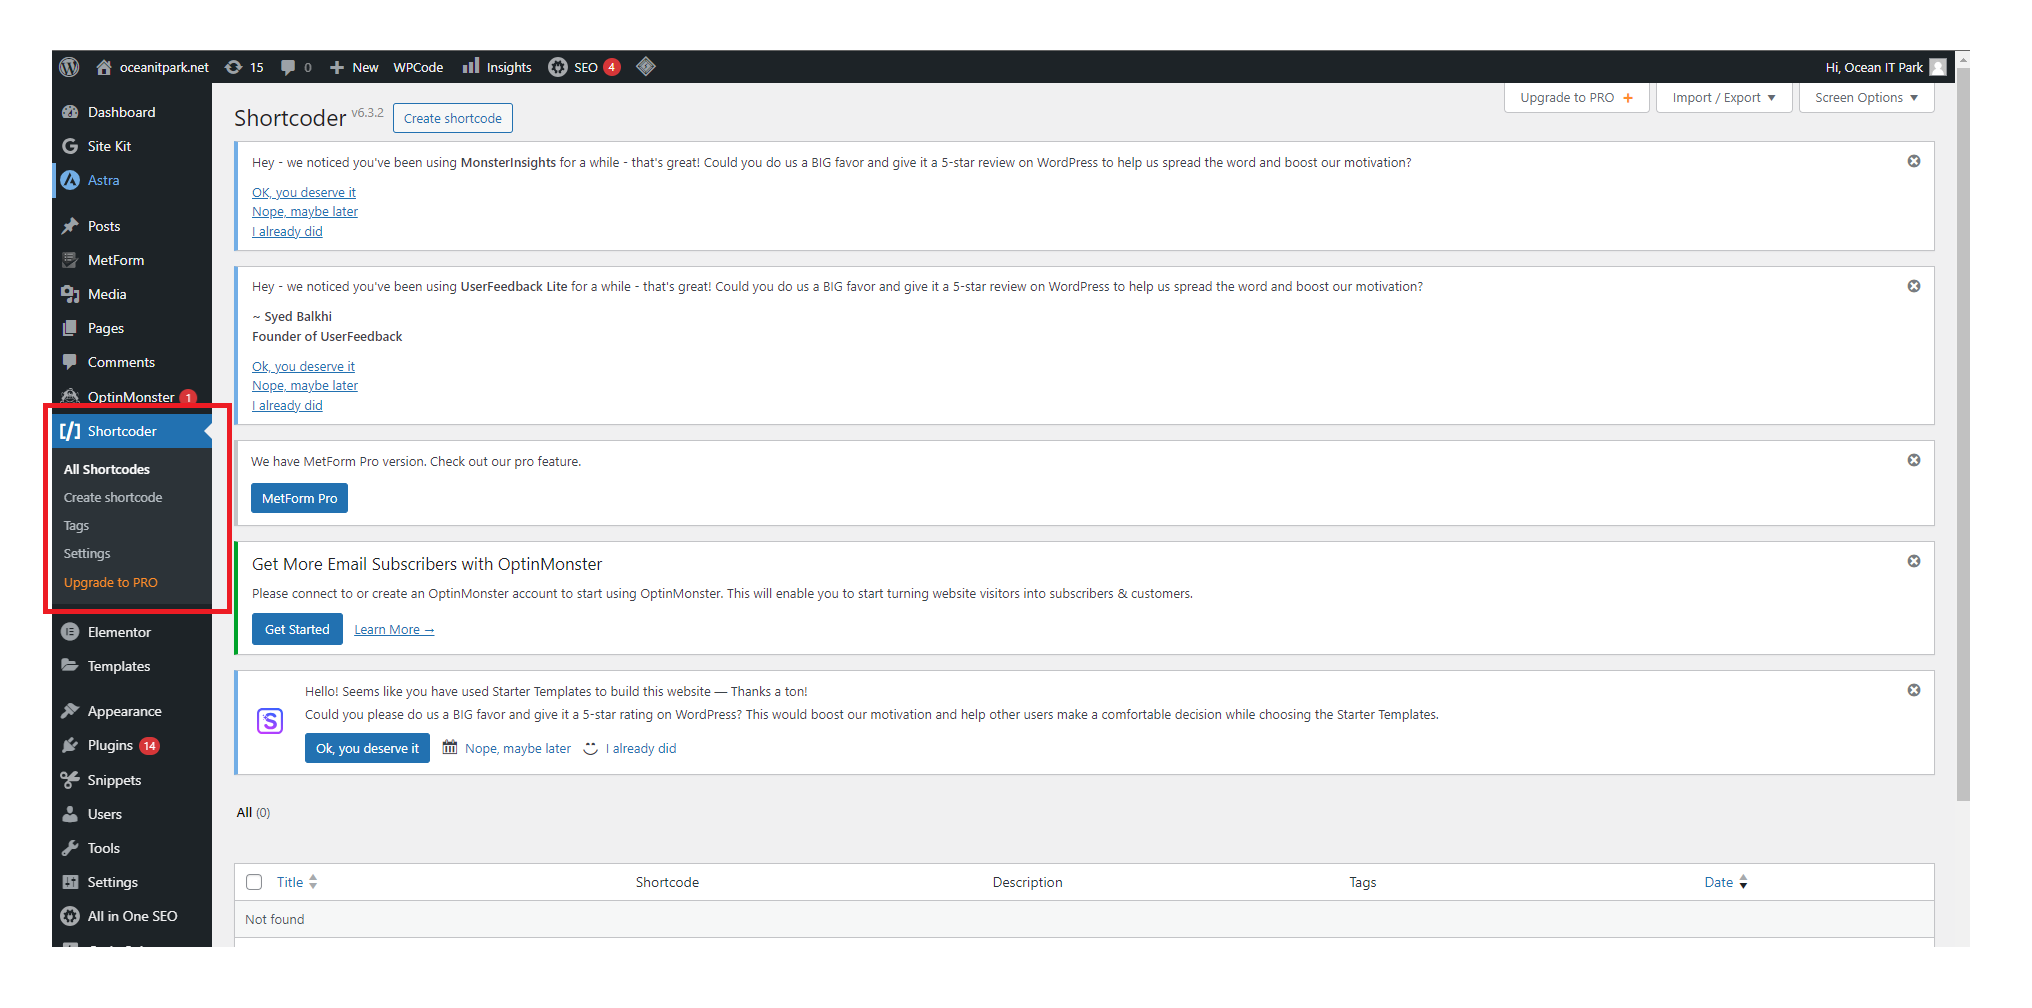 oceanitpark.net 15 0 New WPCode Insights SEO 4 Hi, Ocean IT Park
Dashboard
Site Kit
Astra
Posts
MetForm
Media
Pages
Comments
OptinMonster 1
[/] Shortcoder
All Shortcodes
Create shortcode
Tags
Settings
Upgrade to PRO
Elementor
Templates
Appearance
Plugins 14
Snippets
Users
Tools
Settings
All in One SEO
Upgrade to PRO + Import / Export ▼ Screen Options ▼
Shortcoder v6.3.2 Create shortcode
Hey - we noticed you've been using MonsterInsights for a while - that's great! Could you do us a BIG favor and give it a 5-star review on WordPress to help us spread the word and boost our motivation?
OK, you deserve it
Nope, maybe later
I already did
Hey - we noticed you've been using UserFeedback Lite for a while - that's great! Could you do us a BIG favor and give it a 5-star review on WordPress to help us spread the word and boost our motivation?
~ Syed Balkhi
Founder of UserFeedback
Ok, you deserve it
Nope, maybe later
I already did
We have MetForm Pro version. Check out our pro feature.
MetForm Pro
Get More Email Subscribers with OptinMonster
Please connect to or create an OptinMonster account to start using OptinMonster. This will enable you to start turning website visitors into subscribers & customers.
Get Started Learn More →
Hello! Seems like you have used Starter Templates to build this website — Thanks a ton!
Could you please do us a BIG favor and give it a 5-star rating on WordPress? This would boost our motivation and help other users make a comfortable decision while choosing the Starter Templates.
Ok, you deserve it Nope, maybe later I already did
All (0)
Title Shortcode Description Tags Date
Not found